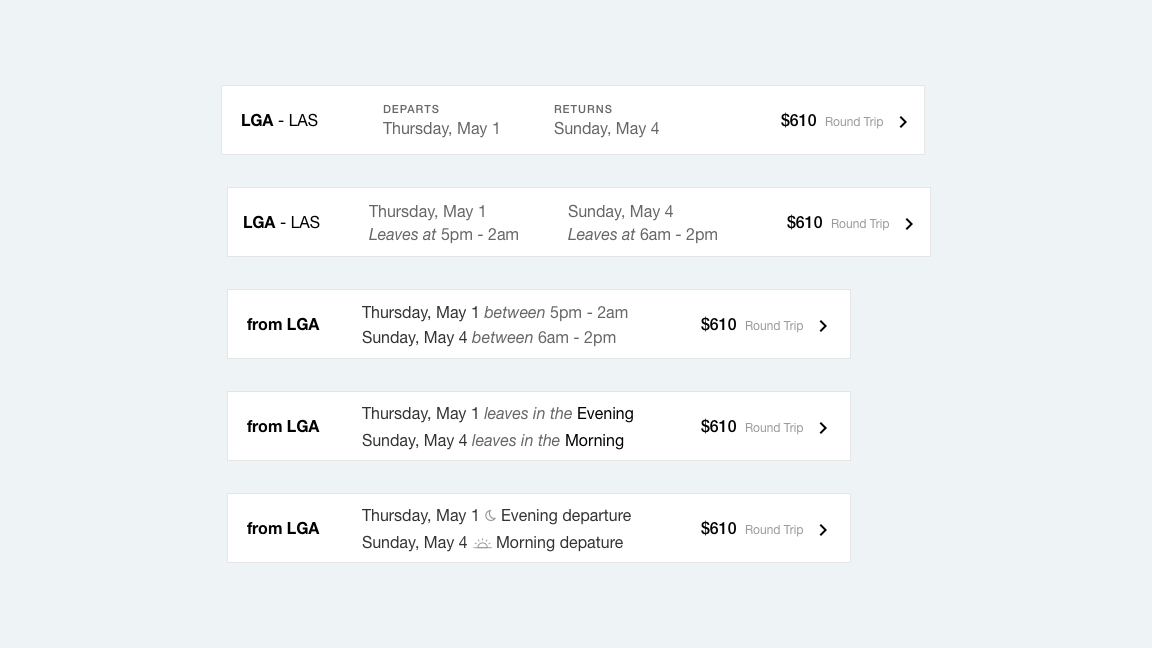 LGA - LAS
DEPARTS
Thursday, May 1
RETURNS
Sunday, May 4
$610 Round Trip
LGA - LAS
Thursday, May 1
Leaves at 5pm - 2am
Sunday, May 4
Leaves at 6am - 2pm
$610 Round Trip
from LGA
Thursday, May 1 between 5pm - 2am
Sunday, May 4 between 6am - 2pm
$610 Round Trip
from LGA
Thursday, May 1 leaves in the Evening
Sunday, May 4 leaves in the Morning
$610 Round Trip
from LGA
Thursday, May 1 Evening departure
Sunday, May 4 Morning depature
$610 Round Trip